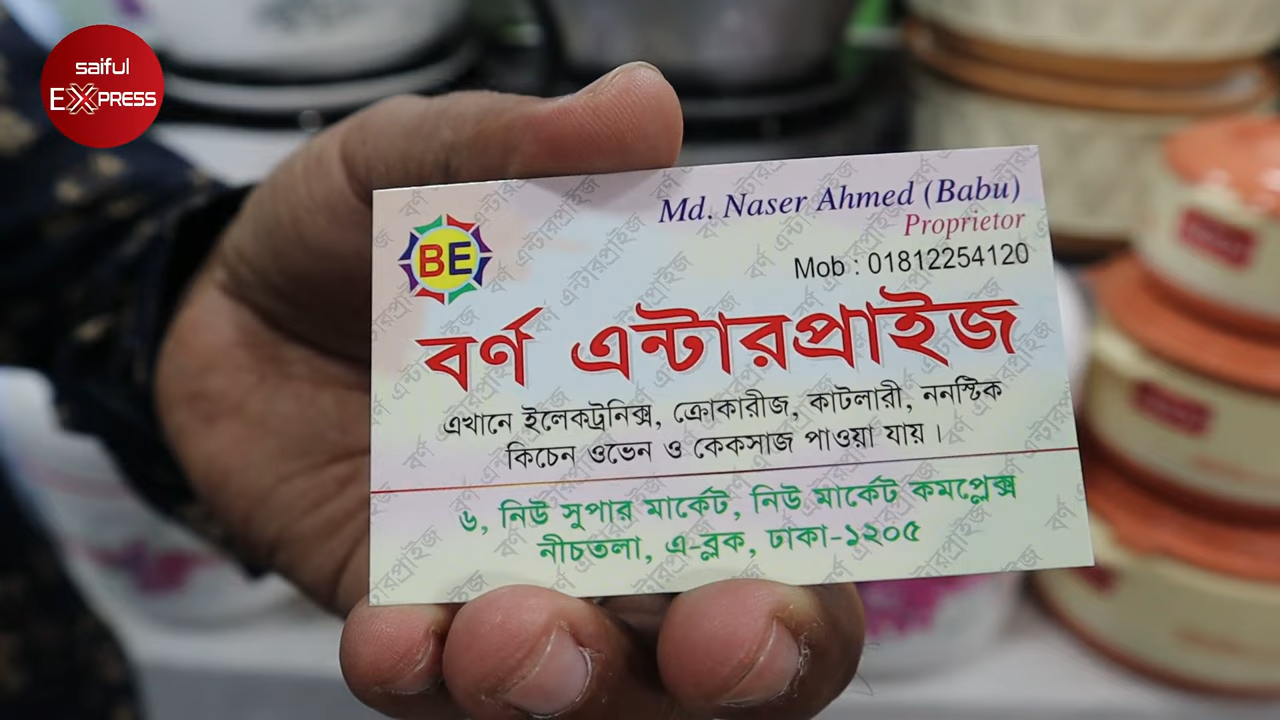 saiful
EXPRESS
Md. Naser Ahmed (Babu)
Proprietor
Mob : 01812254120
BE
বর্ণ এন্টারপ্রাইজ
এখানে ইলেকট্রনিক্স, ক্রোকারীজ, কাটলারী, ননস্টিক
কিচেন ওভেন ও কেকসাজ পাওয়া যায়।
৬, নিউ সুপার মার্কেট, নিউ মার্কেট কমপ্লেক্স
নীচতলা, এ-ব্লক, ঢাকা-১২০৫